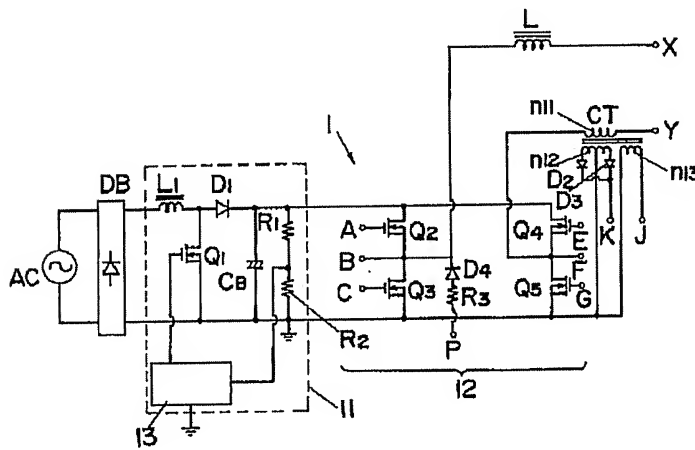 L
X
n11
CT
Y
1
n12
n13
D2
D3
DB
L1
D1
R1
A
Q2
Q4
E
K
J
B
F
AC
Q1
CB
C
Q3
D4
R3
Q5
G
R2
P
12
13
11